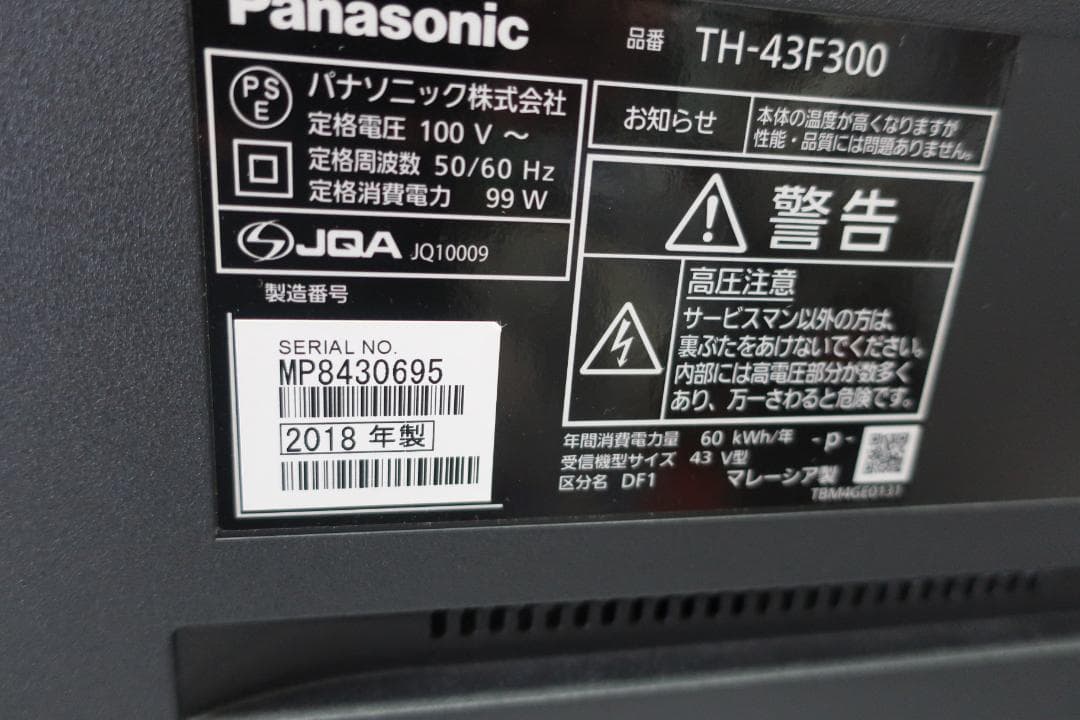 Panasonic
品番 TH-43F300
PSE
パナソニック株式会社
定格電圧 100 V ～
定格周波数 50/60 Hz
定格消費電力 99 W
JQA JQ10009
お知らせ
本体の温度が高くなりますが
性能・品質には問題ありません。
警告
高圧注意
サービスマン以外の方は、
裏ぶたをあけないでください。
内部には高電圧部分が数多く
あり、万一さわると危険です。
製造番号
SERIAL NO.
MP8430695
2018 年製
年間消費電力量 60 kWh/年
受信機型サイズ 43 V型
区分名 DF1
-P-
マレーシア製
TBM4GE0131